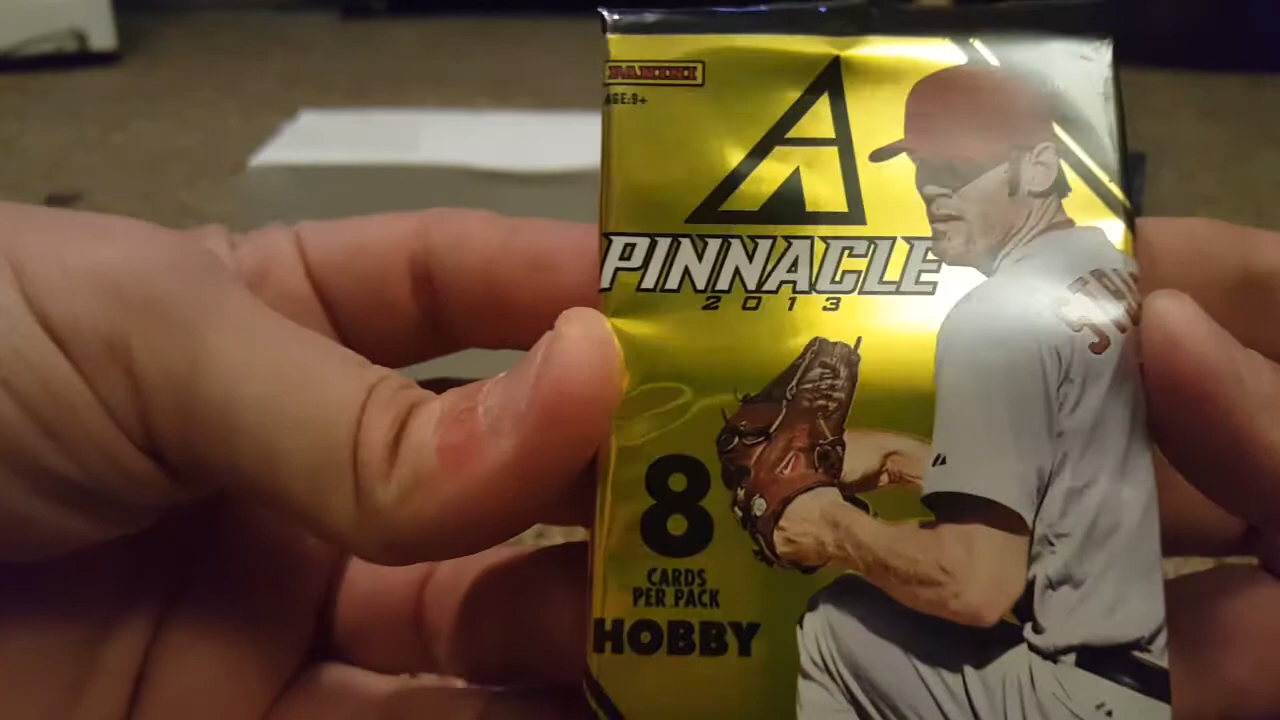 PANINI
AGE:9+
PINNACLE
2013
8
CARDS
PER PACK
HOBBY